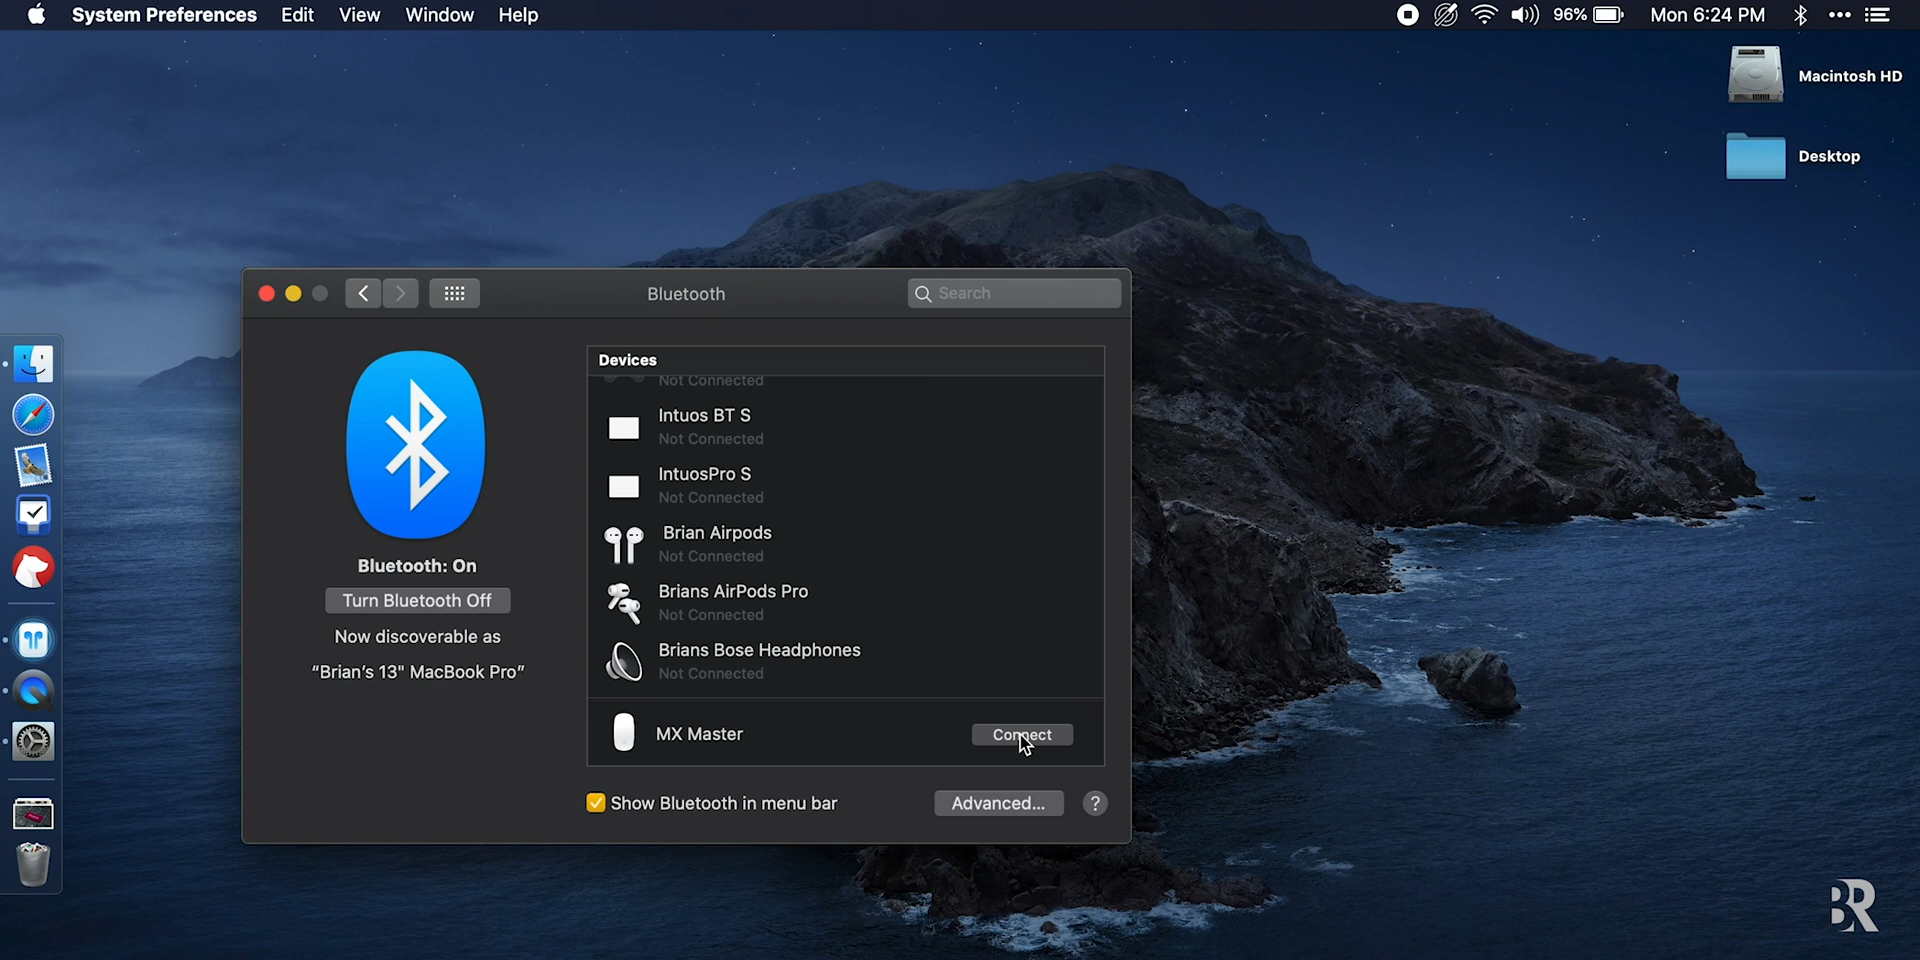 System Preferences Edit View Window Help
96% Mon 6:24 PM
Macintosh HD
Desktop
Bluetooth
Search
Devices
Not Connected
Intuos BT S
Not Connected
IntuosPro S
Not Connected
Brian Airpods
Not Connected
Brians AirPods Pro
Not Connected
Brians Bose Headphones
Not Connected
MX Master
Connect
Bluetooth: On
Turn Bluetooth Off
Now discoverable as
“Brian’s 13" MacBook Pro”
Show Bluetooth in menu bar
Advanced...
?
BR